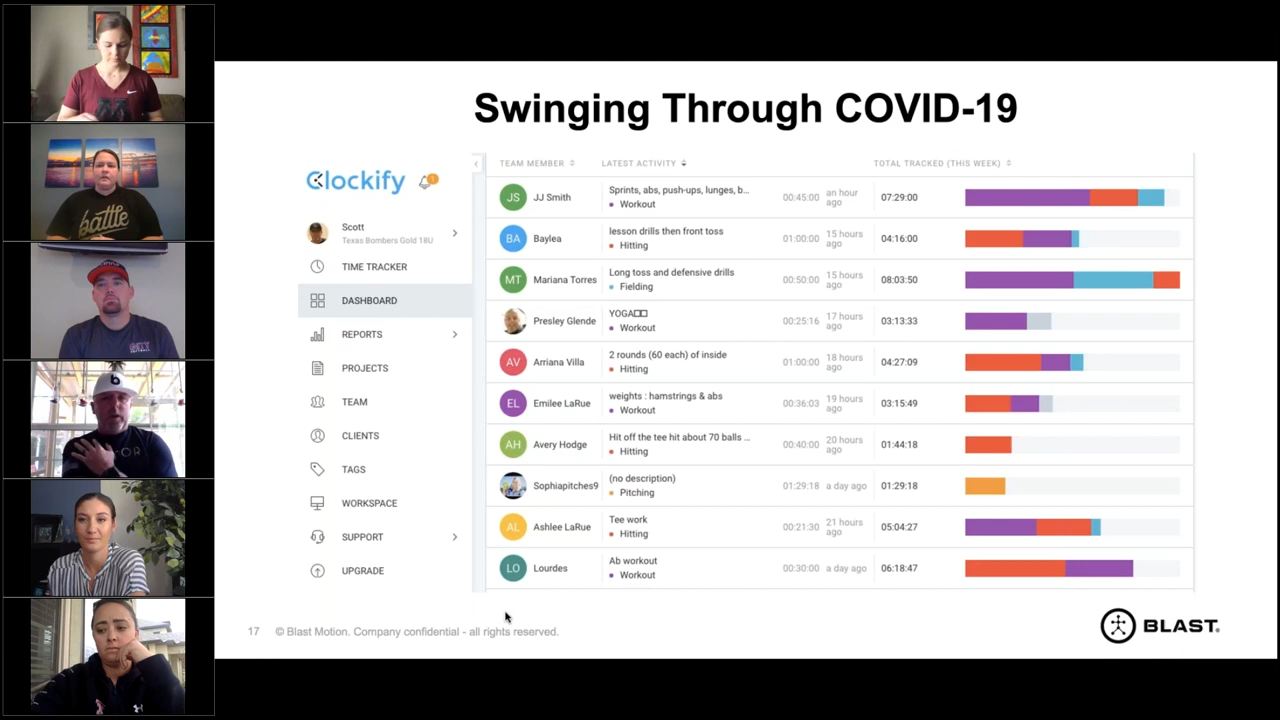 Swinging Through COVID-19
Clockify
1
Scott
Texas Bombers Gold 18U
TIME TRACKER
DASHBOARD
REPORTS
PROJECTS
TEAM
CLIENTS
TAGS
WORKSPACE
SUPPORT
UPGRADE
TEAM MEMBER LATEST ACTIVITY TOTAL TRACKED (THIS WEEK)
JS JJ Smith Sprints, abs, push-ups, lunges, b... Workout 00:45:00 an hour ago 07:29:00
BA Baylea lesson drills then front toss Hitting 01:00:00 15 hours ago 04:16:00
MT Mariana Torres Long toss and defensive drills Fielding 00:50:00 15 hours ago 08:03:50
Presley Glende YOGA Workout 00:25:16 17 hours ago 03:13:33
AV Arriana Villa 2 rounds (60 each) of inside Hitting 01:00:00 18 hours ago 04:27:09
EL Emilee LaRue weights : hamstrings & abs Workout 00:36:03 19 hours ago 03:15:49
AH Avery Hodge Hit off the tee hit about 70 balls ... Hitting 00:40:00 20 hours ago 01:44:18
Sophiapitches9 (no description) Pitching 01:29:18 a day ago 01:29:18
AL Ashlee LaRue Tee work Hitting 00:21:30 21 hours ago 05:04:27
LO Lourdes Ab workout Workout 00:30:00 a day ago 06:18:47
17 © Blast Motion. Company confidential - all rights reserved.
BLAST.
battle